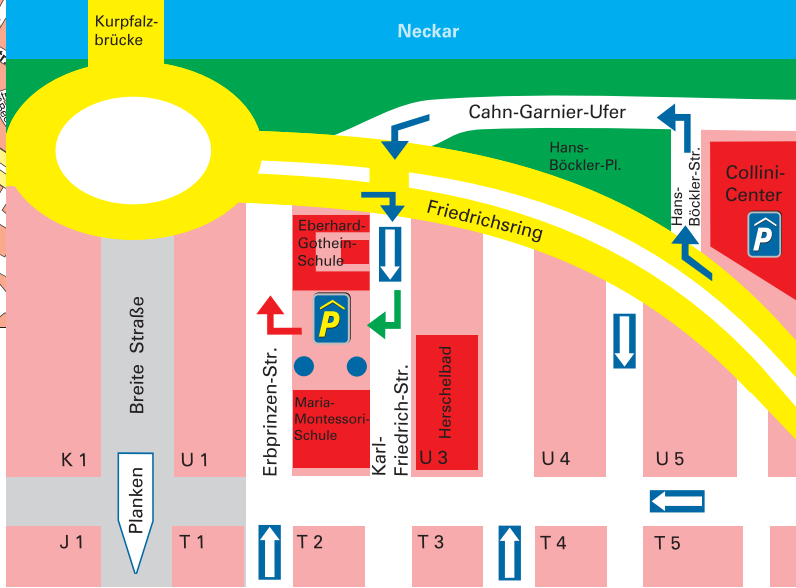 Kurpfalz-
brücke
Neckar
Cahn-Garnier-Ufer
Hans-
Böckler-Pl.
Hans-
Böckler-Str.
Collini-
Center
P
Friedrichsring
Eberhard-
Gothein-
Schule
P
Breite Straße
Erbprinzen-Str.
Maria-
Montessori-
Schule
Karl-
Friedrich-Str.
Herschelbad
K 1
U 1
U 3
U 4
U 5
Planken
J 1
T 1
T 2
T 3
T 4
T 5